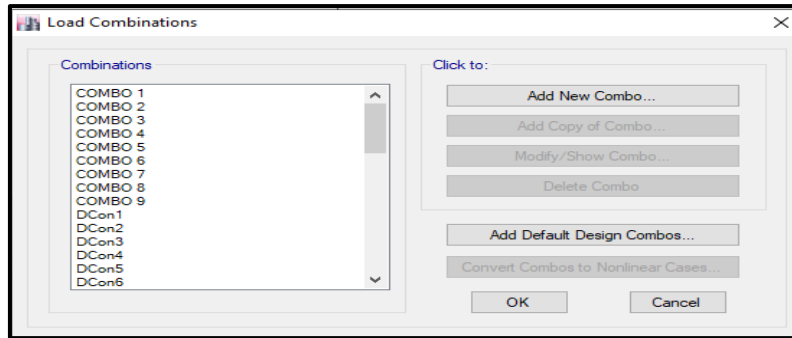 Load Combinations
Combinations
COMBO 1
COMBO 2
COMBO 3
COMBO 4
COMBO 5
COMBO 6
COMBO 7
COMBO 8
COMBO 9
DCon1
DCon2
DCon3
DCon4
DCon5
DCon6
Click to:
Add New Combo...
Add Copy of Combo...
Modify/Show Combo...
Delete Combo
Add Default Design Combos...
Convert Combos to Nonlinear Cases...
OK
Cancel